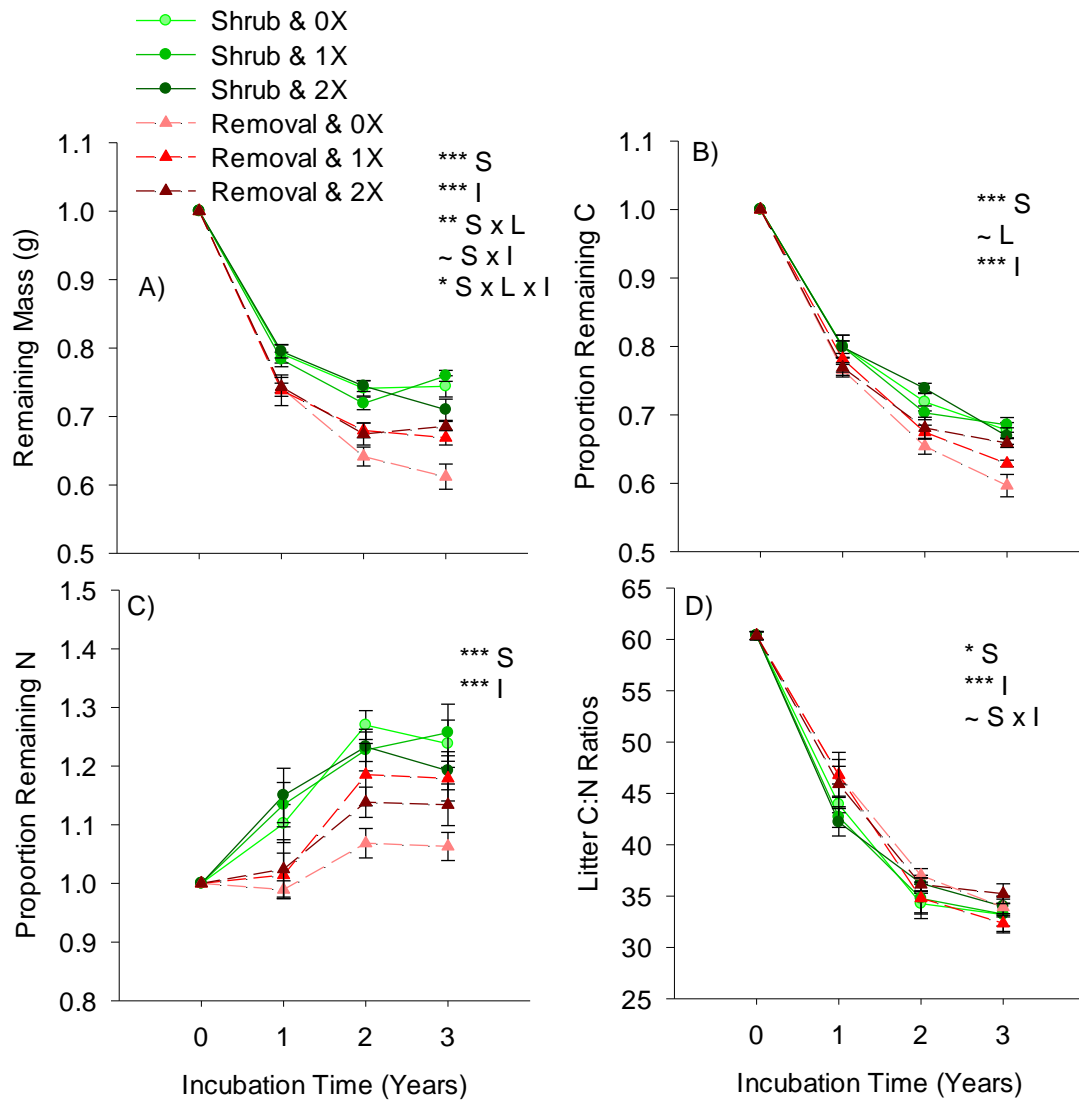 Shrub & 0X
Shrub & 1X
Shrub & 2X
Removal & 0X
Removal & 1X
Removal & 2X
A)
*** S
*** I
** S x L
~ S x I
* S x L x I
Remaining Mass (g)
1.1
1.0
0.9
0.8
0.7
0.6
0.5
B)
*** S
~ L
*** I
Proportion Remaining C
1.1
1.0
0.9
0.8
0.7
0.6
0.5
C)
*** S
*** I
Proportion Remaining N
1.5
1.4
1.3
1.2
1.1
1.0
0.9
0.8
0 1 2 3
Incubation Time (Years)
D)
* S
*** I
~ S x I
Litter C:N Ratios
65
60
55
50
45
40
35
30
25
0 1 2 3
Incubation Time (Years)